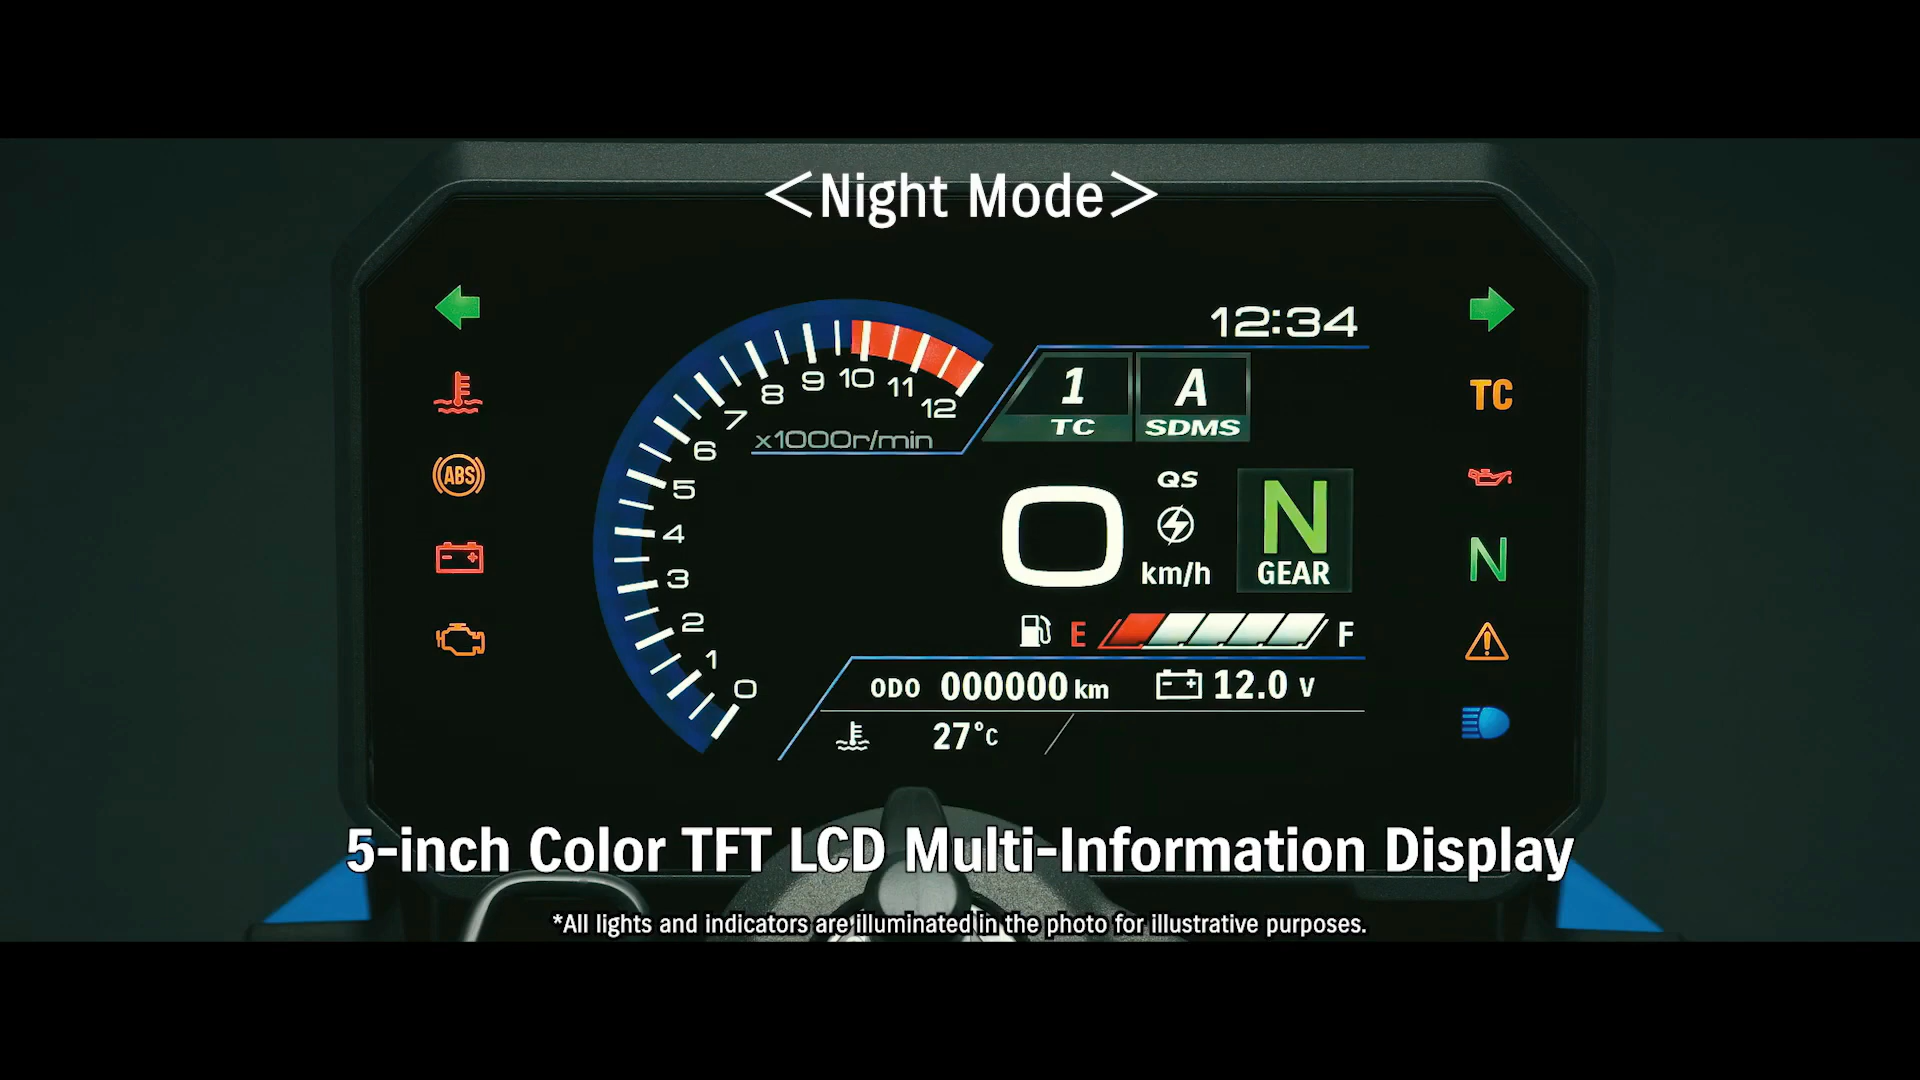 <Night Mode>
12:34
8 9 10 11 12
7
x1000r/min
6
5
4
3
2
1
0
1
TC
A
SDMS
TC
ABS
QS
0
km/h
N
GEAR
N
E
F
ODO 000000 km
12.0 V
27°C
5-inch Color TFT LCD Multi-Information Display
*All lights and indicators are illuminated in the photo for illustrative purposes.